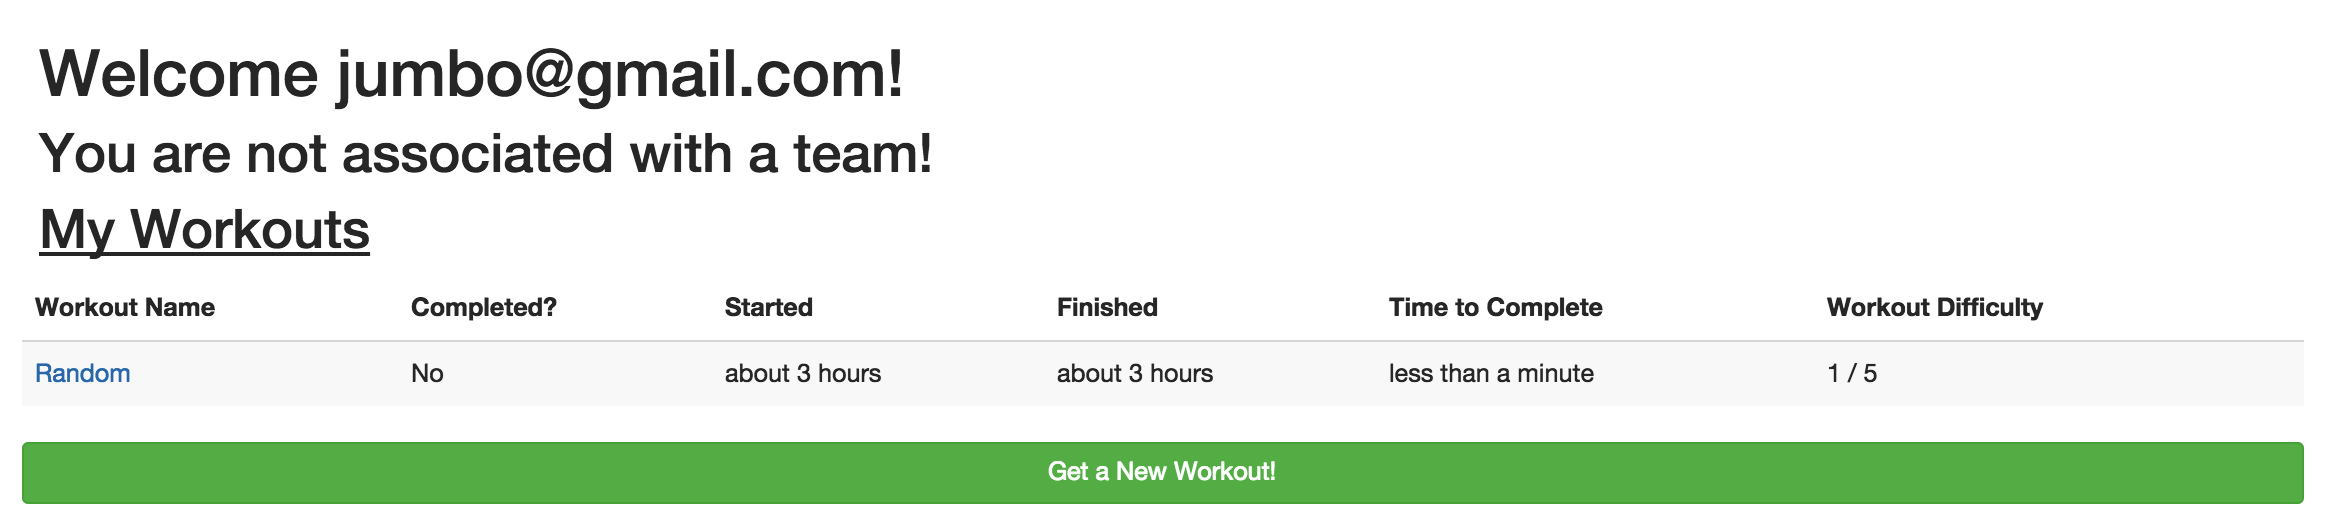 Welcome jumbo@gmail.com!
You are not associated with a team!
My Workouts
Workout Name Completed? Started Finished Time to Complete Workout Difficulty
Random No about 3 hours about 3 hours less than a minute 1 / 5
Get a New Workout!